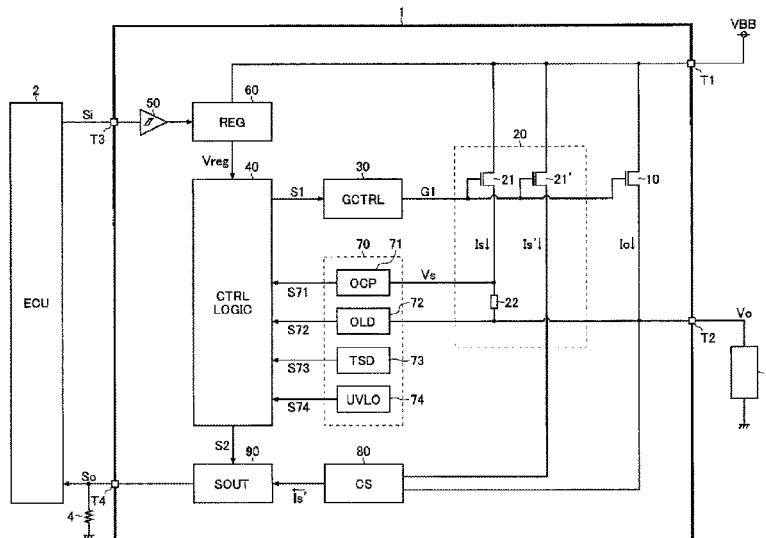 1
VBB
2
Si
50
60
T1
REG
T3
20
Vreg
40
30
S1
GCTRL
G1
21
21'
10
70
71
Is↓
Is'↓
Io↓
OCP
Vs
S71
22
ECU
CTRL
LOGIC
72
OLD
Vo
S72
T2
TSD
73
S73
UVLO
74
S74
S2
90
80
So
SOUT
CS
T4
Is'
4